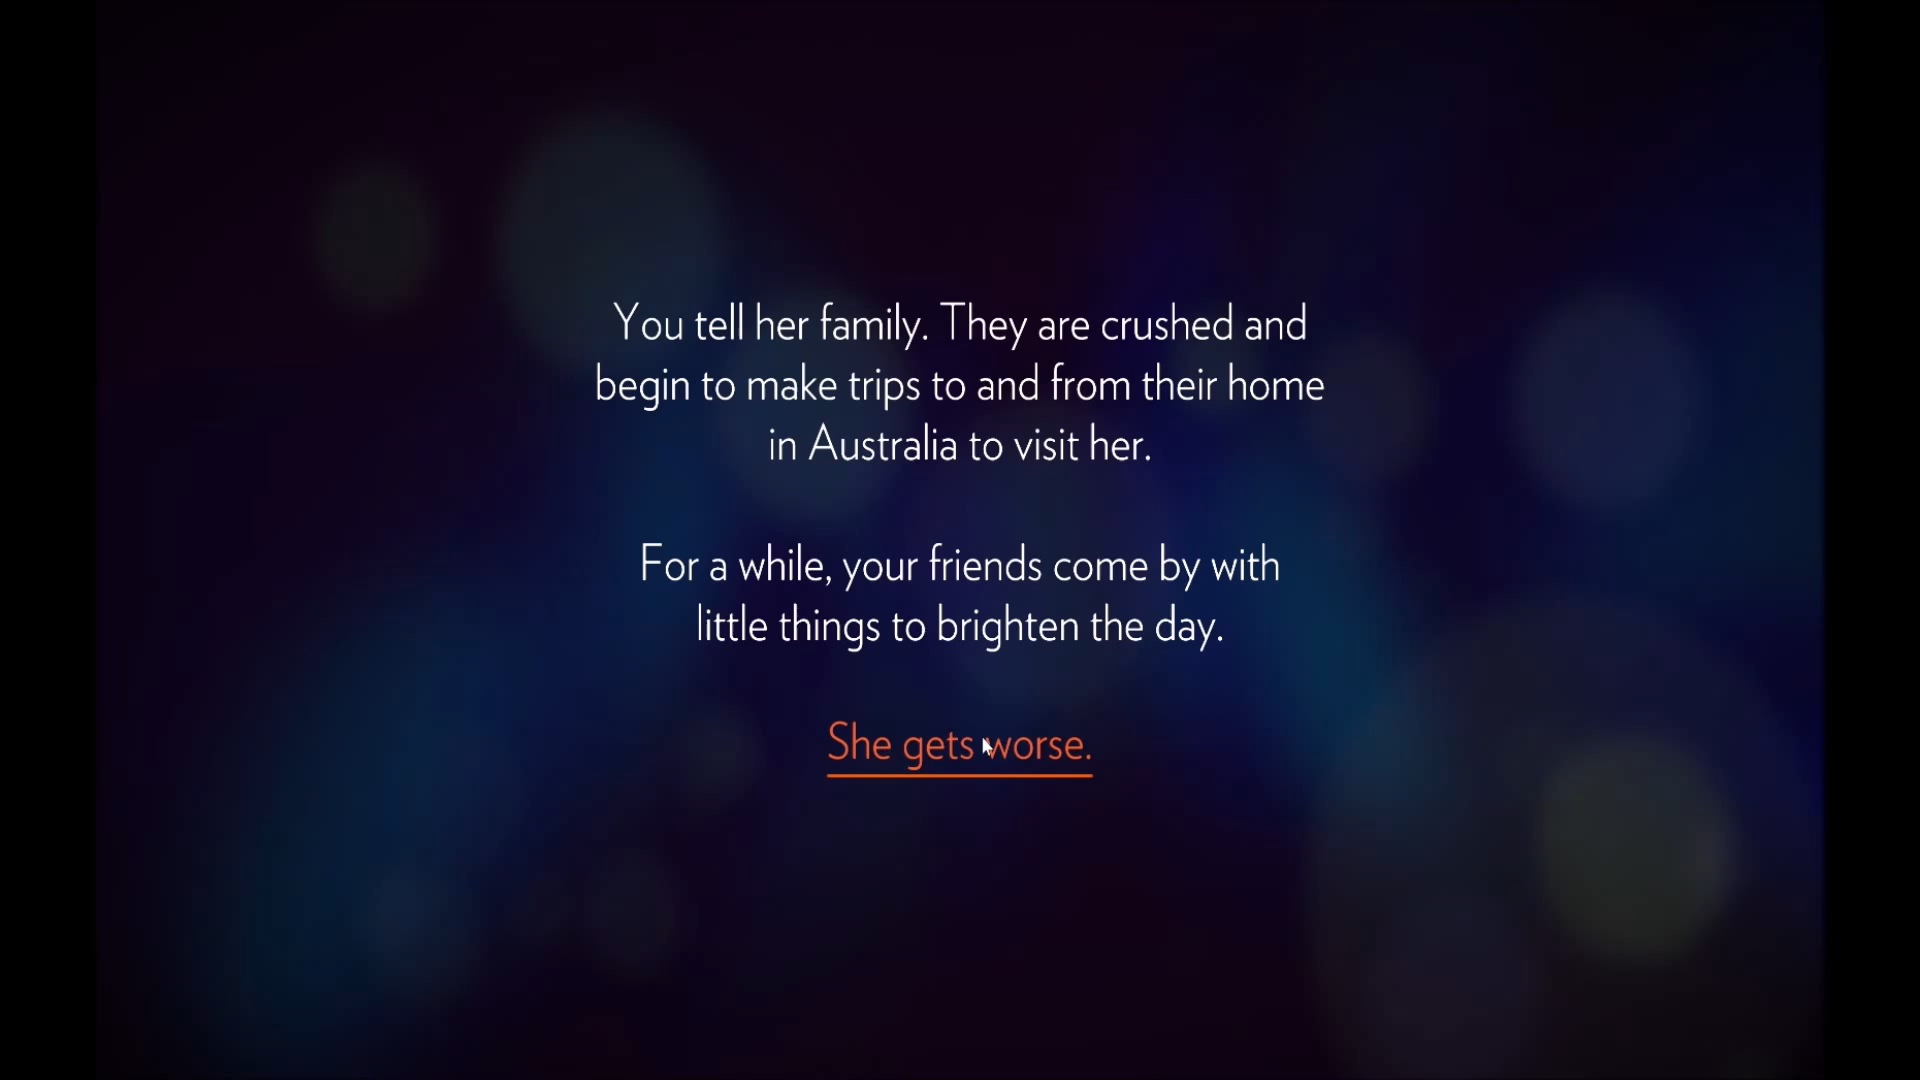 You tell her family. They are crushed and
begin to make trips to and from their home
in Australia to visit her.
For a while, your friends come by with
little things to brighten the day.
She gets worse.